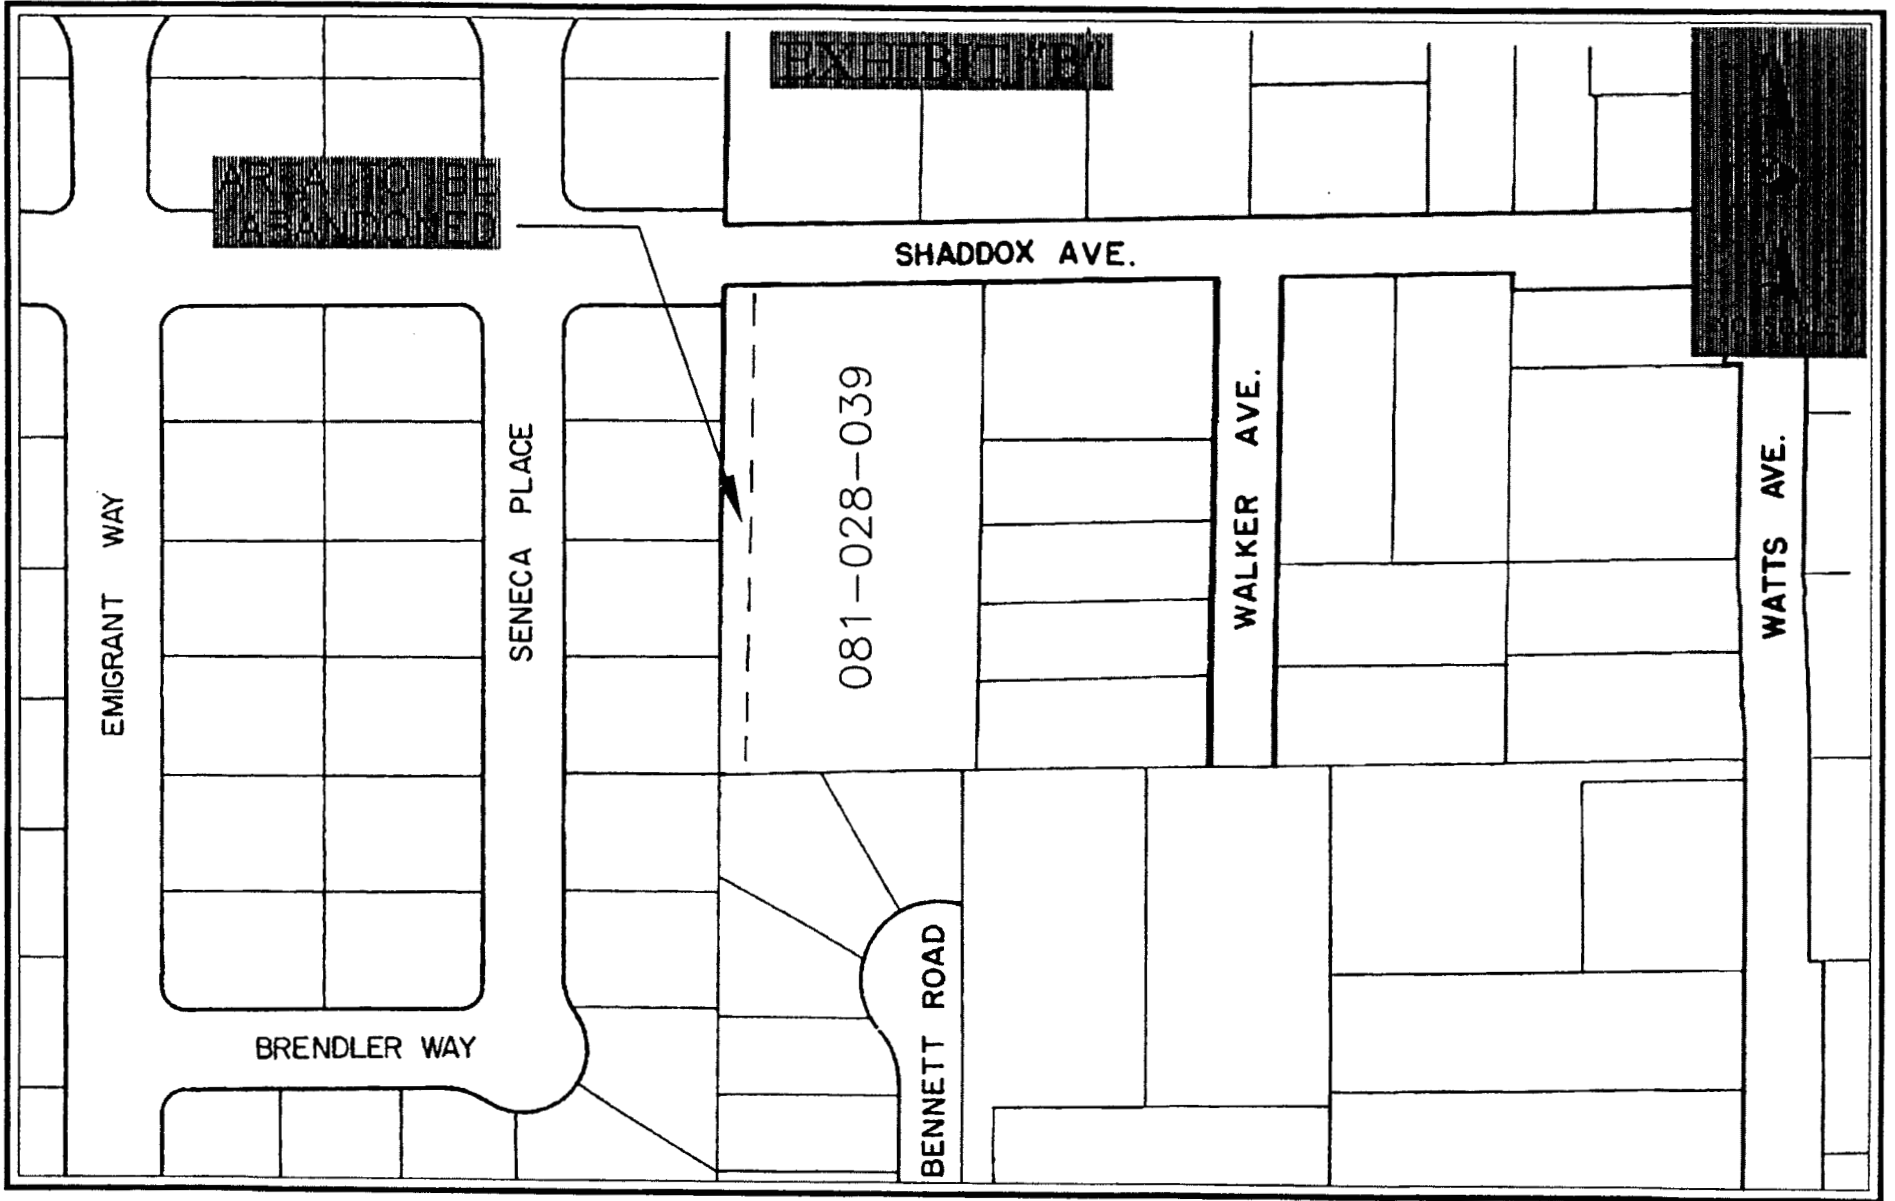 EXHIBIT "B"
AREA TO BE
ABANDONED
SHADDOX AVE.
081-028-039
EMIGRANT WAY
SENECA PLACE
WALKER AVE.
WATTS AVE.
BRENDLER WAY
BENNETT ROAD